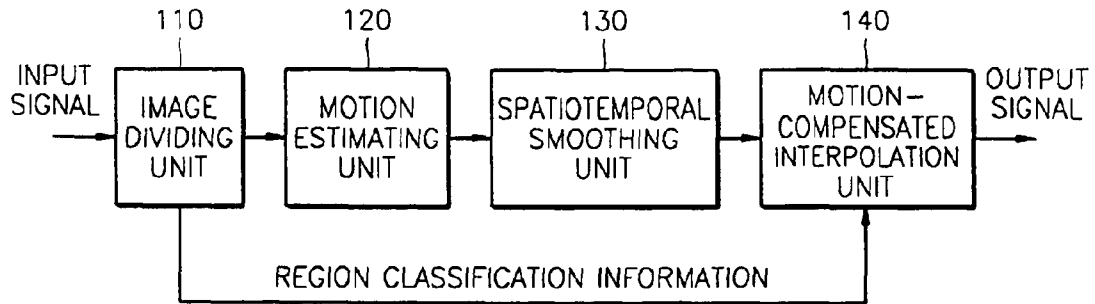 110
120
130
140
INPUT
SIGNAL
IMAGE
DIVIDING
UNIT
MOTION
ESTIMATING
UNIT
SPATIOTEMPORAL
SMOOTHING
UNIT
MOTION-
COMPENSATED
INTERPOLATION
UNIT
OUTPUT
SIGNAL
REGION CLASSIFICATION INFORMATION